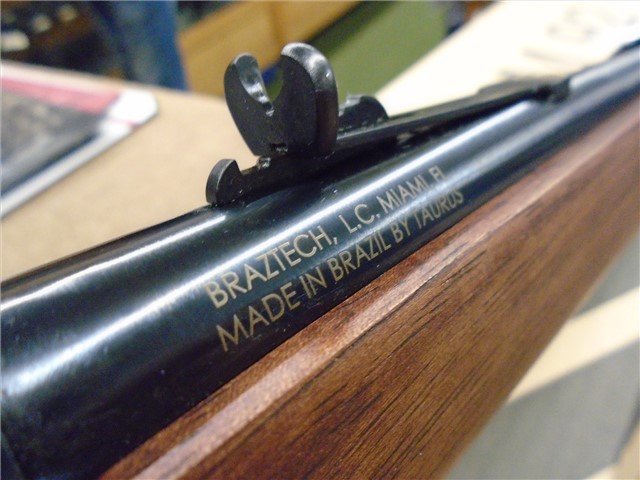 BRAZTECH, L.C. MIAMI, FL
MADE IN BRAZIL BY TAURUS